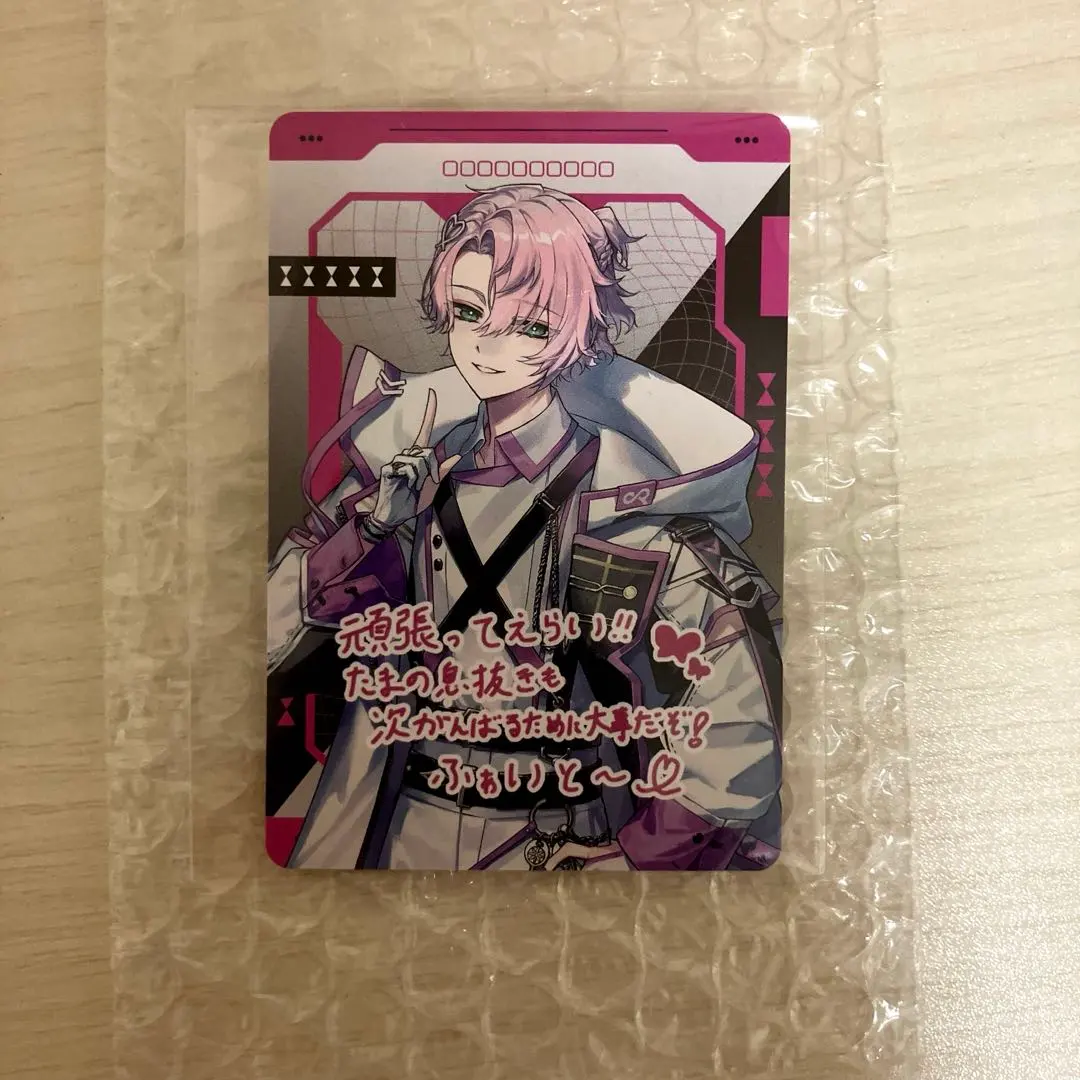 頑張ってえらい!!
たまの息抜きも
次がんばるために大事だぞ!
ふぁいと～